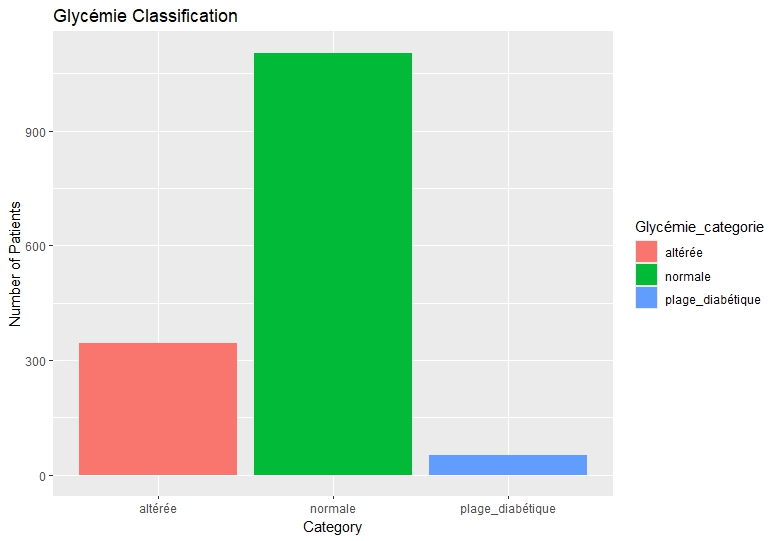 Glycémie Classification
Number of Patients
900
600
300
0
altérée
normale
plage_diabétique
Category
Glycémie_categorie
altérée
normale
plage_diabétique